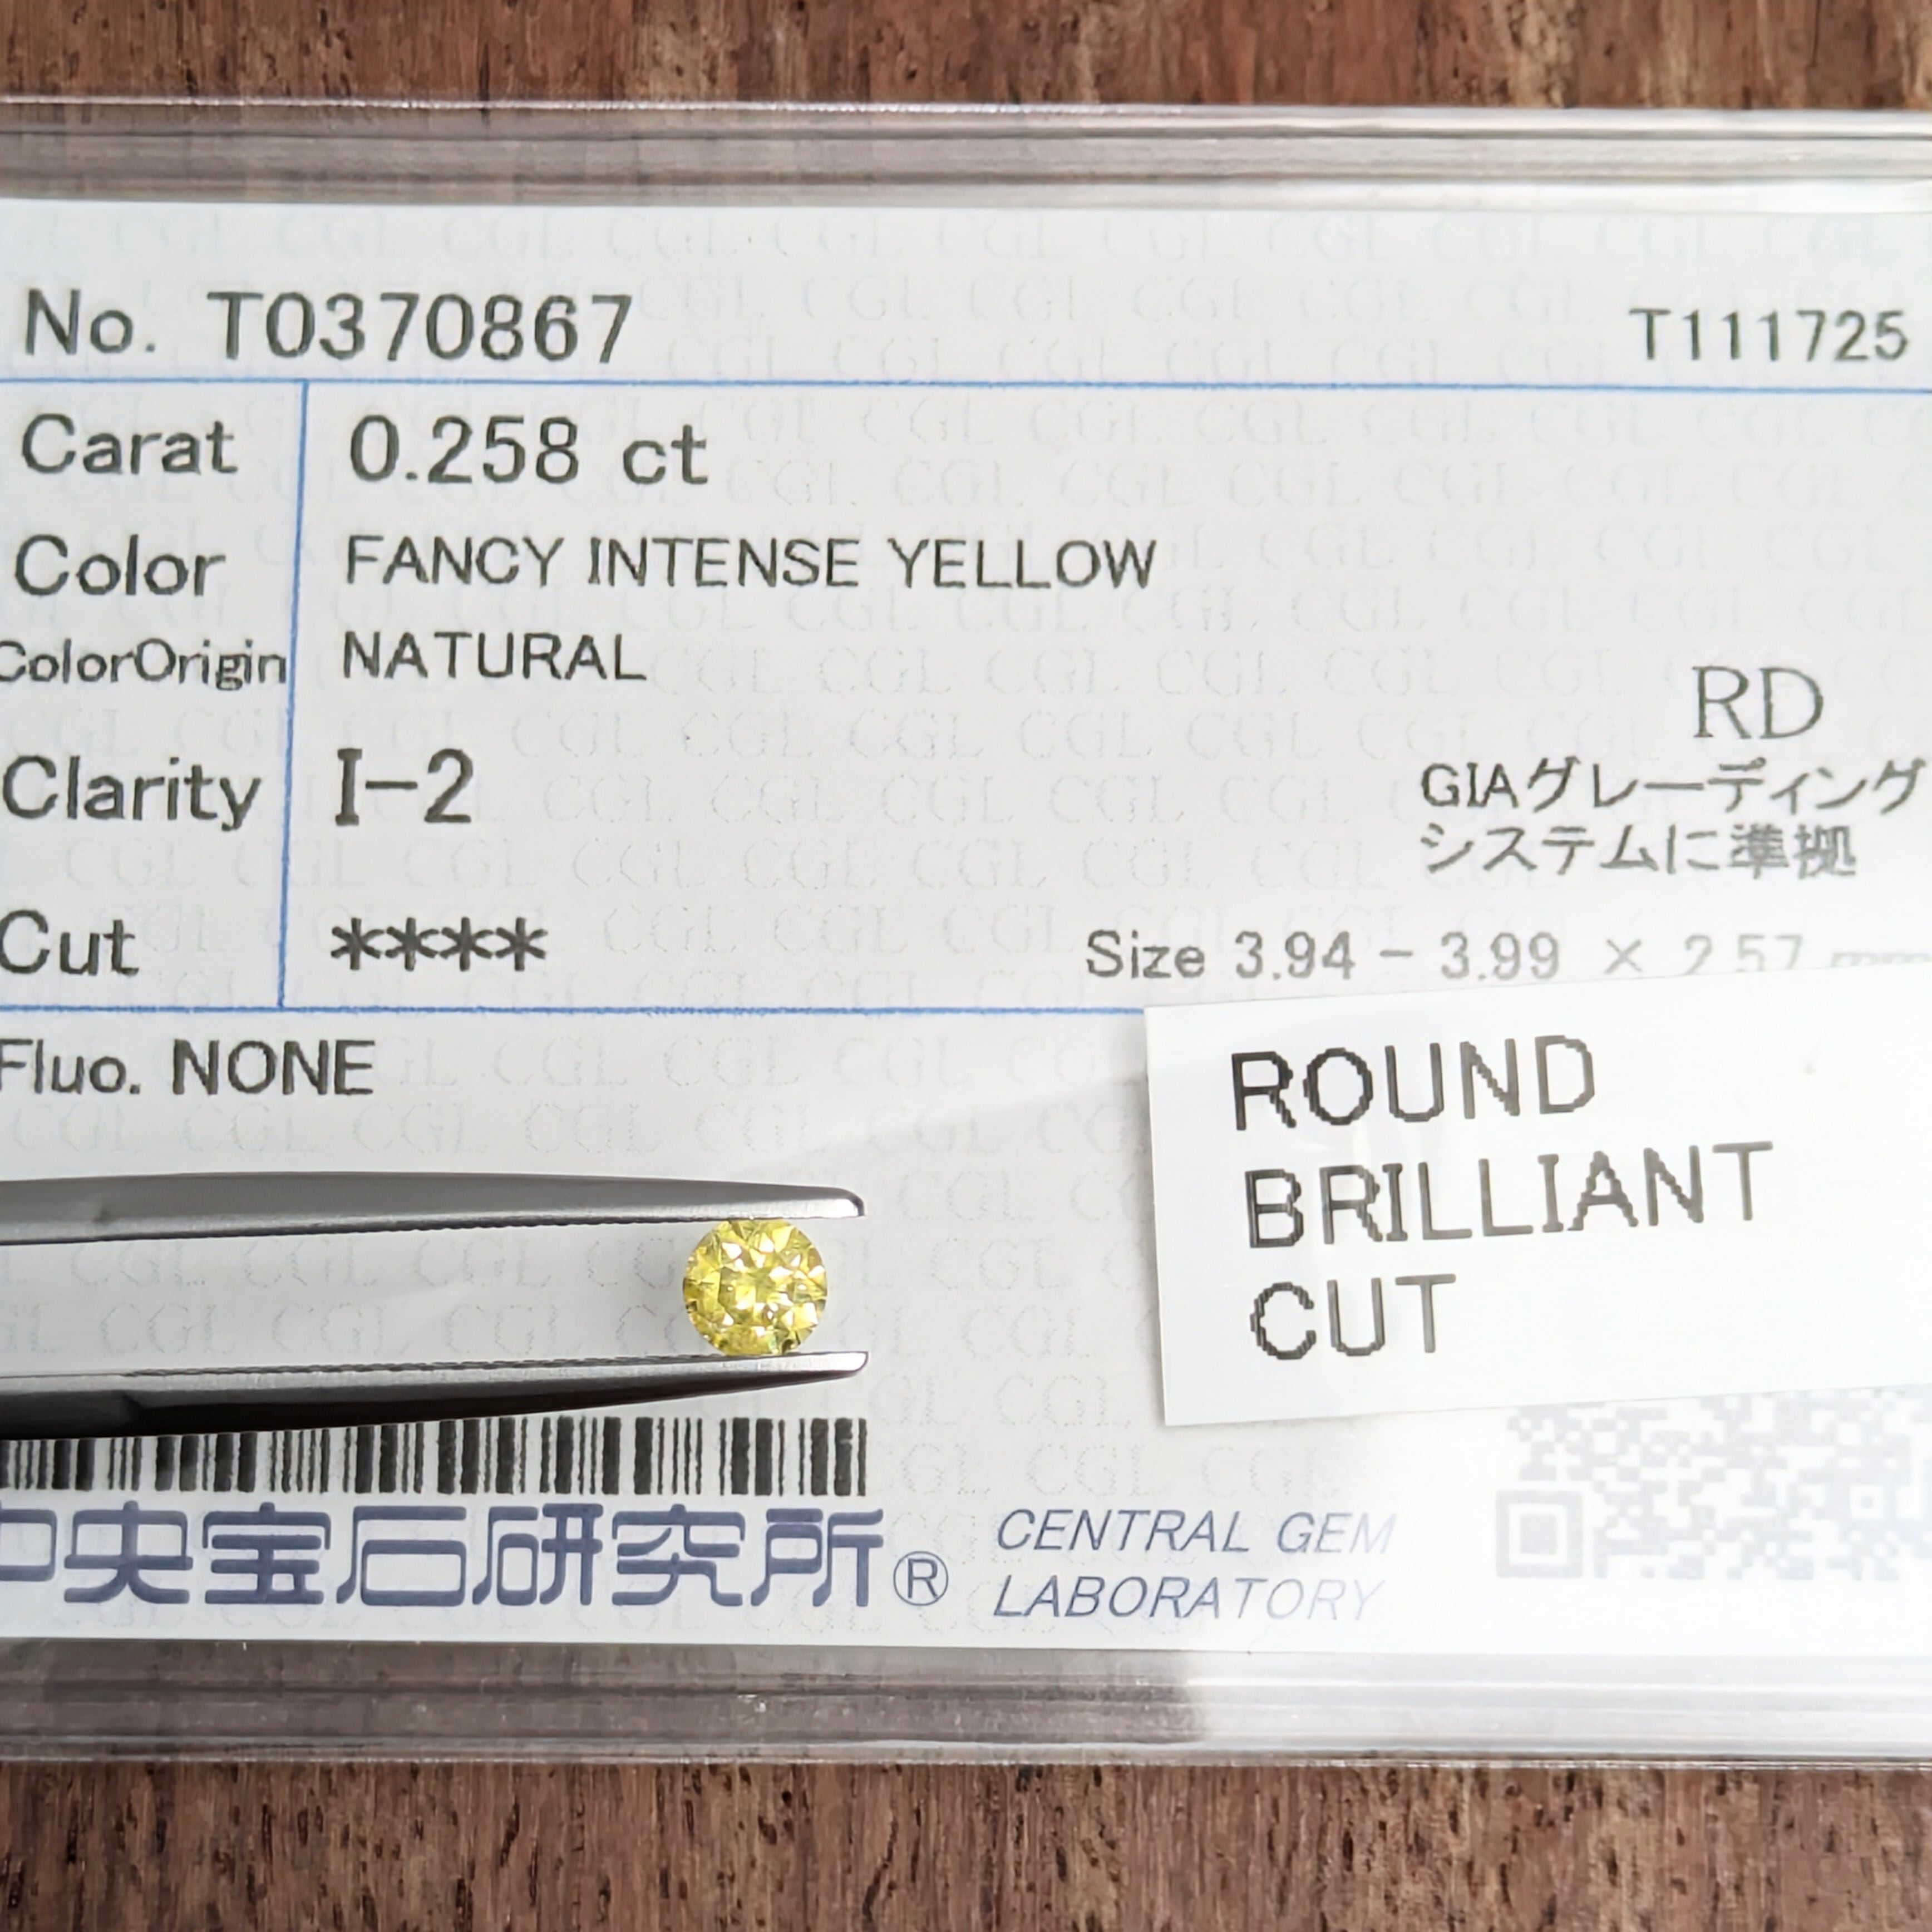 No. T0370867 T111725
Carat 0.258 ct
Color FANCY INTENSE YELLOW
ColorOrigin NATURAL
RD
Clarity I-2
GIAグレーディング
システムに準拠
Cut ****
Size 3.94 - 3.99 × 2.57 mm
Fluo. NONE
ROUND
BRILLIANT
CUT
中央宝石研究所®
CENTRAL GEM
LABORATORY